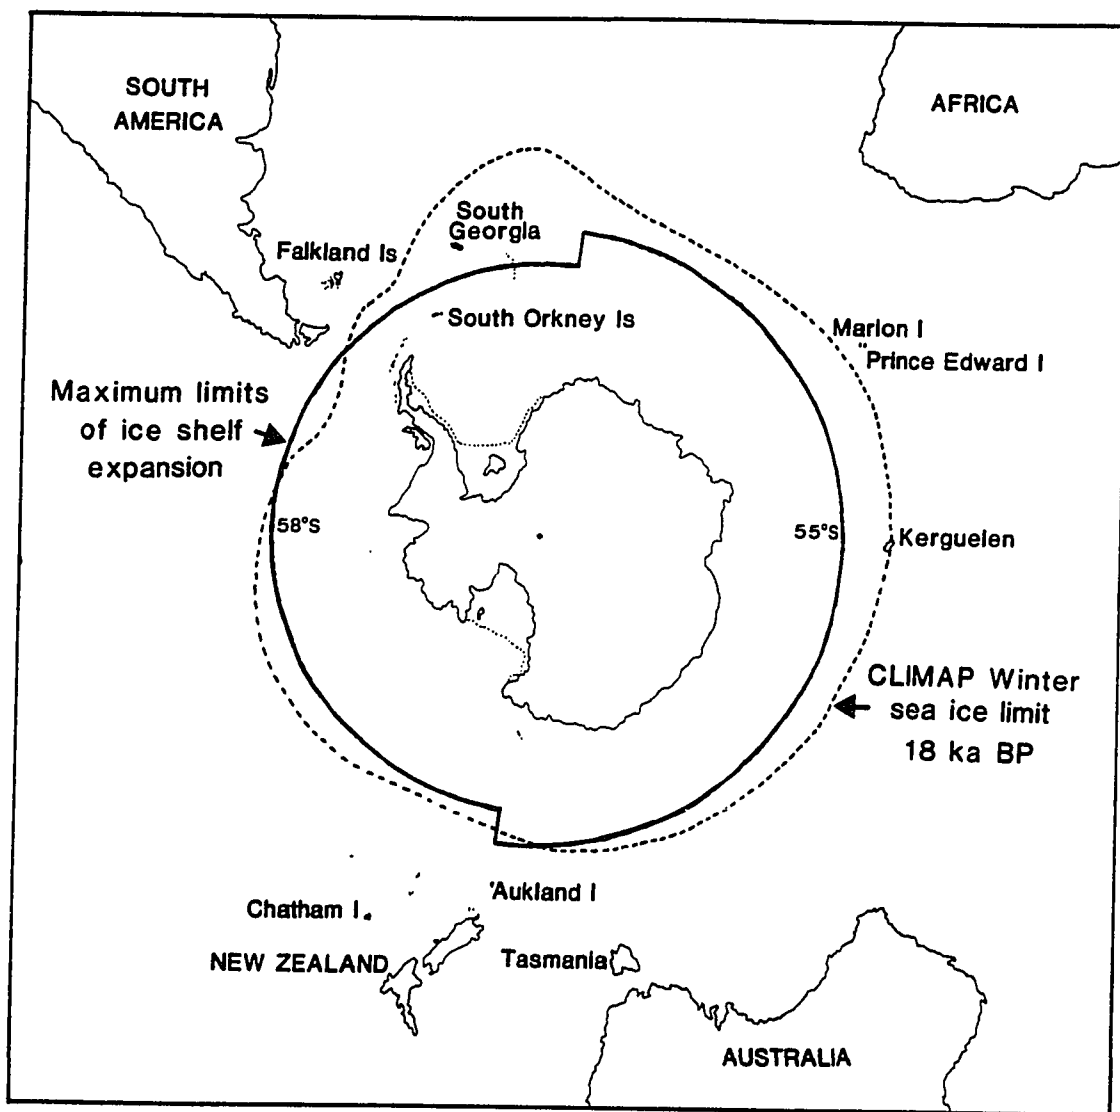 SOUTH
AMERICA
AFRICA
South
Georgia
Falkland Is
South Orkney Is
Marion I
Prince Edward I
Maximum limits
of ice shelf
expansion
58°S
55°S
Kerguelen
CLIMAP Winter
sea ice limit
18 ka BP
Aukland I
Chatham I
NEW ZEALAND
Tasmania
AUSTRALIA